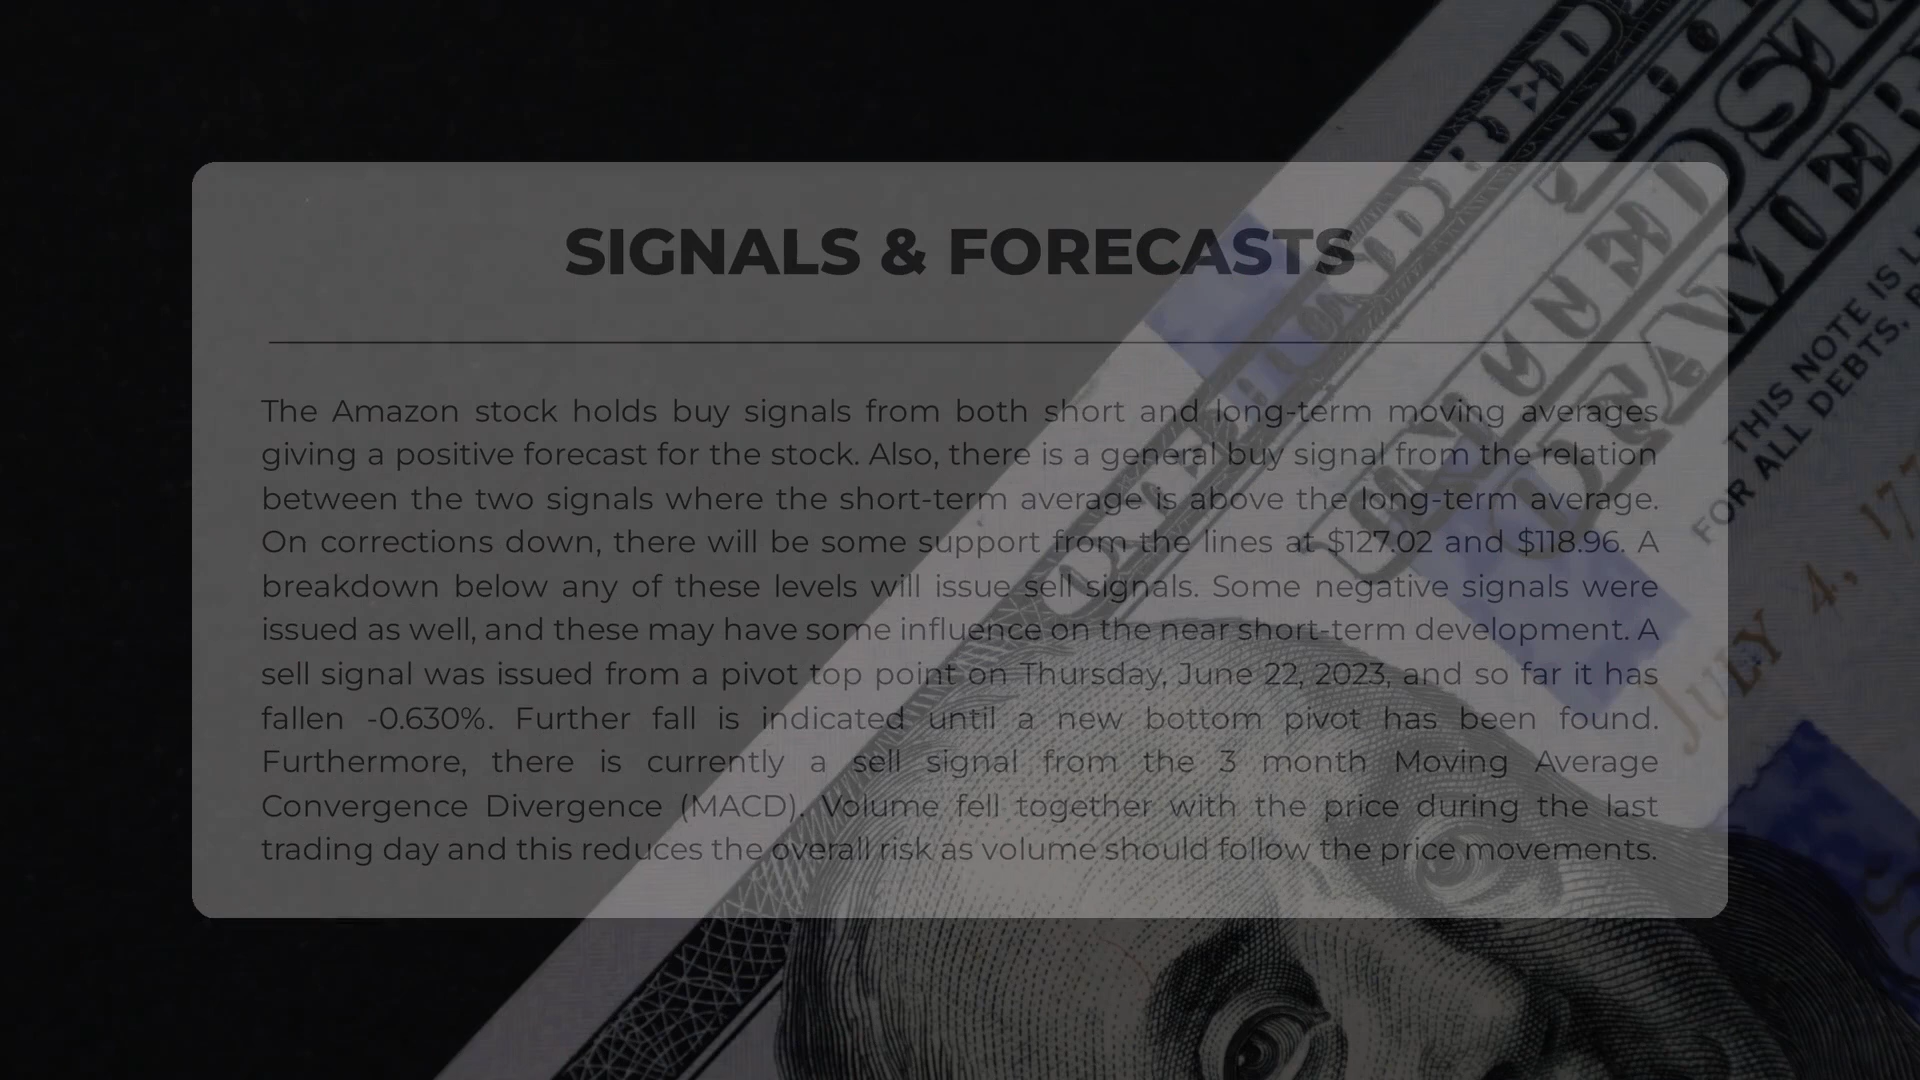 SIGNALS & FORECASTS
The Amazon stock holds buy signals from both short and long-term moving averages
giving a positive forecast for the stock. Also, there is a general buy signal from the relation
between the two signals where the short-term average is above the long-term average.
On corrections down, there will be some support from the lines at $127.02 and $118.96. A
breakdown below any of these levels will issue sell signals. Some negative signals were
issued as well, and these may have some influence on the near short-term development. A
sell signal was issued from a pivot top point on Thursday, June 22, 2023, and so far it has
fallen -0.630%. Further fall is indicated until a new bottom pivot has been found.
Furthermore, there is currently a sell signal from the 3 month Moving Average
Convergence Divergence (MACD). Volume fell together with the price during the last
trading day and this reduces the overall risk as volume should follow the price movements.
THIS NOTE IS
FOR ALL DEBTS,
JULY 4,